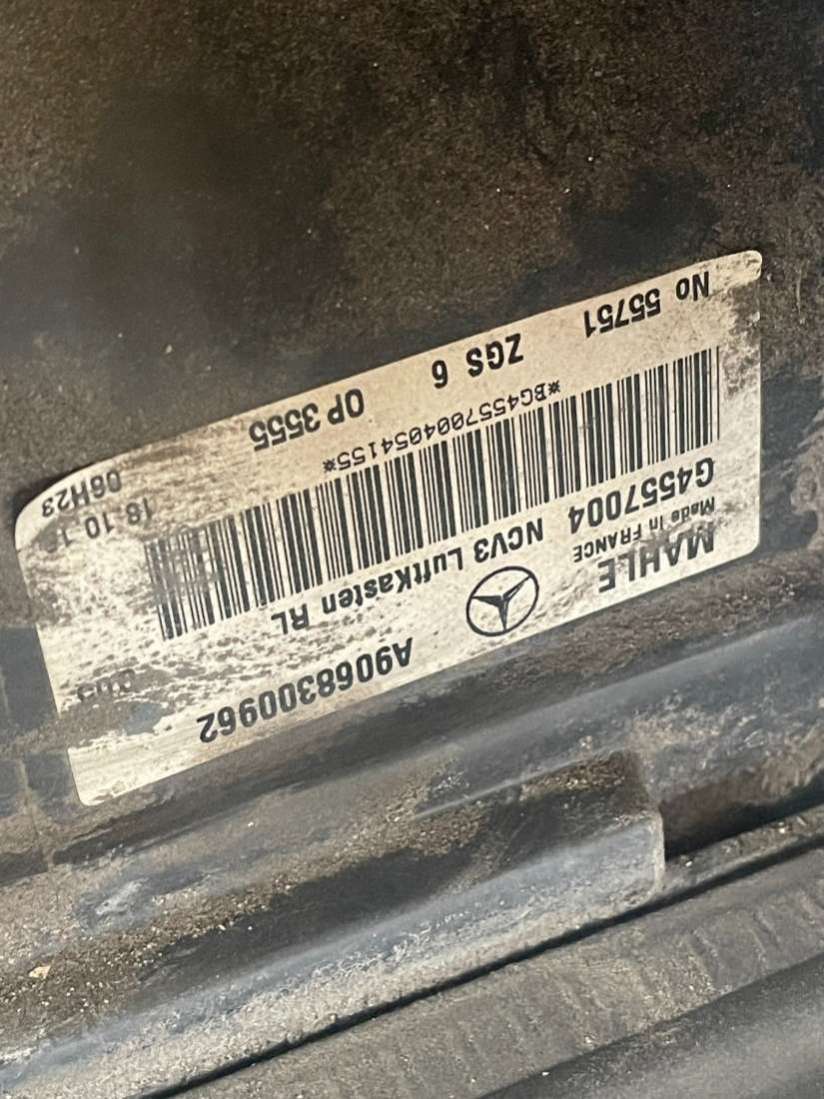 MAHLE
Made in FRANCE
A9068300962
G4557004 NCV3 Luftkasten RL
*BG4557004054155*
No 55751 ZGS 6 OP 3555
06H23